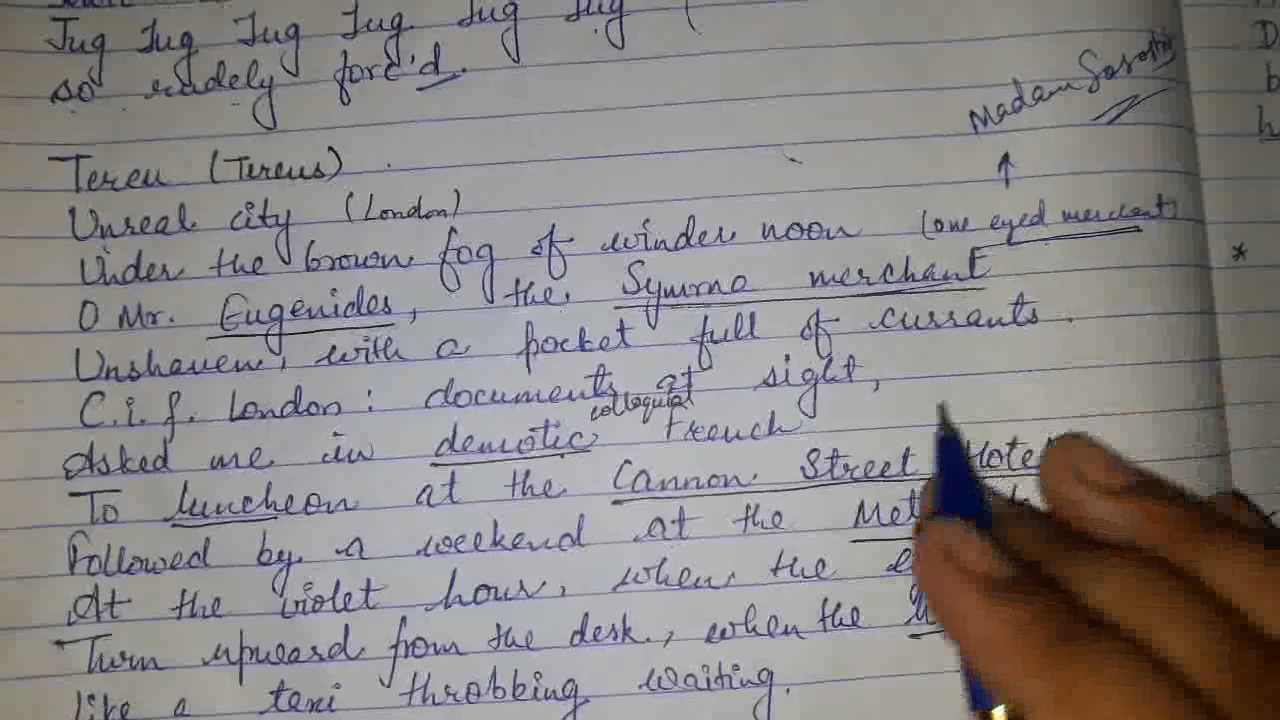 Jug Jug Jug Jug Jug Jug
so rudely forc'd.
Madam Sosotris
Tereu (Tereus)
Unreal city (London)
Under the brown fog of winder noon (one eyed merchant)
O Mr. Eugenides, the Symrna merchant
Unshaven, with a pocket full of currants.
C.i.f. London: documents at sight,
colloquial
Asked me in demotic French
To luncheon at the Cannon Street Hotel
Followed by a weekend at the Met
At the violet hour, when the
Turn upward from the desk, when the
like a taxi throbbing waiting.